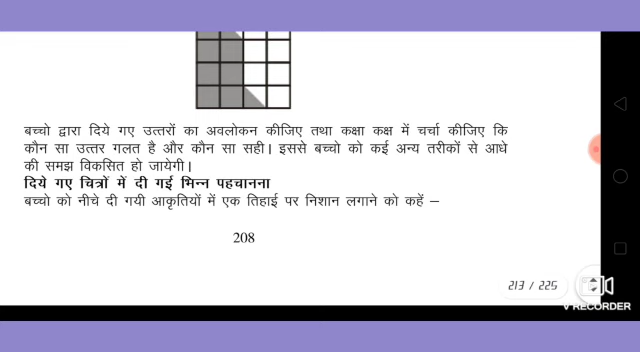 बच्चो द्वारा दिये गए उत्तरों का अवलोकन कीजिए तथा कक्षा कक्ष में चर्चा कीजिए कि
कौन सा उत्तर गलत है और कौन सा सही। इससे बच्चो को कई अन्य तरीकों से आधे
की समझ विकसित हो जायेगी।
दिये गए चित्रों में दी गई भिन्न पहचानना
बच्चो को नीचे दी गयी आकृतियों में एक तिहाई पर निशान लगाने को कहें –
208
213 / 225
V RECORDER